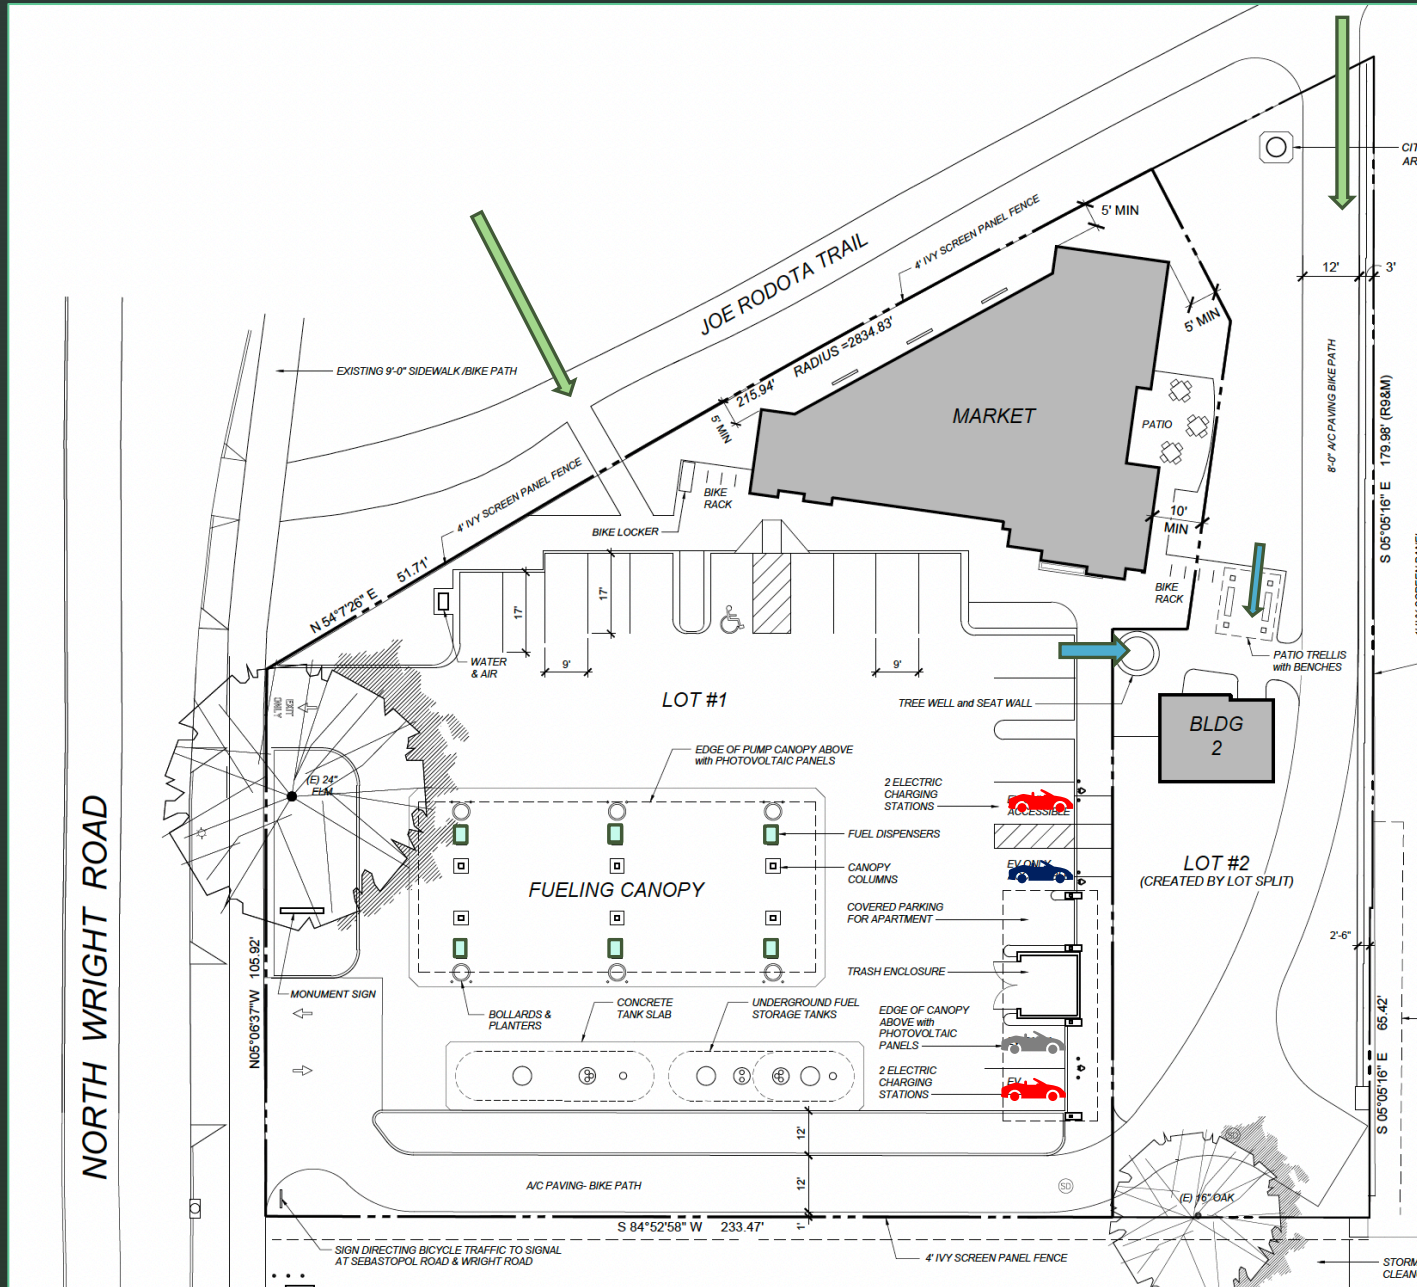 CIT
AR
5' MIN
4' IVY SCREEN PANEL FENCE
JOE RODOTA TRAIL
12'
3'
5' MIN
RADIUS =2834.83'
215.94'
5' MIN
EXISTING 9'-0" SIDEWALK /BIKE PATH
8'-0" A/C PAVING BIKE PATH
S 05°05'16" E 179.98' (R9&M)
MARKET
PATIO
4' IVY SCREEN PANEL FENCE
BIKE
RACK
BIKE LOCKER
10'
MIN
N 54°7'26" E 51.71'
BIKE
RACK
17'
17'
9'
9'
WATER
& AIR
PATIO TRELLIS
with BENCHES
LOT #1
TREE WELL and SEAT WALL
EXIT
ONLY
BLDG
2
EDGE OF PUMP CANOPY ABOVE
with PHOTOVOLTAIC PANELS
(E) 24"
ELM
2 ELECTRIC
CHARGING
STATIONS
ACCESSIBLE
FUEL DISPENSERS
EV ONLY
CANOPY
COLUMNS
LOT #2
(CREATED BY LOT SPLIT)
FUELING CANOPY
COVERED PARKING
FOR APARTMENT
2'-6"
NORTH WRIGHT ROAD
N05°06'37"W 105.92'
TRASH ENCLOSURE
MONUMENT SIGN
BOLLARDS &
PLANTERS
CONCRETE
TANK SLAB
UNDERGROUND FUEL
STORAGE TANKS
EDGE OF CANOPY
ABOVE with
PHOTOVOLTAIC
PANELS
2 ELECTRIC
CHARGING
STATIONS
EV
S 05°05'16" E 65.42'
12'
12'
1'
SD
SD
A/C PAVING- BIKE PATH
(E) 16" OAK
S 84°52'58" W 233.47'
SIGN DIRECTING BICYCLE TRAFFIC TO SIGNAL
AT SEBASTOPOL ROAD & WRIGHT ROAD
4' IVY SCREEN PANEL FENCE
STORM
CLEAN